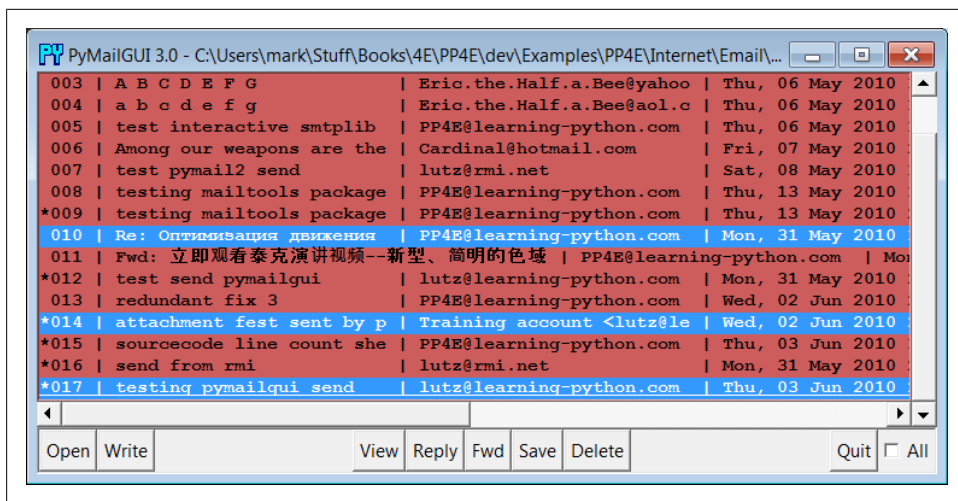 PY PyMailGUI 3.0 - C:\Users\mark\Stuff\Books\4E\PP4E\dev\Examples\PP4E\Internet\Email\...
003 | A B C D E F G | Eric.the.Half.a.Bee@yahoo | Thu, 06 May 2010
004 | a b c d e f g | Eric.the.Half.a.Bee@aol.c | Thu, 06 May 2010
005 | test interactive smtplib | PP4E@learning-python.com | Thu, 06 May 2010
006 | Among our weapons are the | Cardinal@hotmail.com | Fri, 07 May 2010
007 | test pymail2 send | lutz@rmi.net | Sat, 08 May 2010
008 | testing mailtools package | PP4E@learning-python.com | Thu, 13 May 2010
*009 | testing mailtools package | PP4E@learning-python.com | Thu, 13 May 2010
010 | Re: Оптимизация движения | PP4E@learning-python.com | Mon, 31 May 2010
011 | Fwd: 立即观看泰克演讲视频--新型、简明的色域 | PP4E@learning-python.com | Mo
*012 | test send pymailgui | lutz@learning-python.com | Mon, 31 May 2010
013 | redundant fix 3 | PP4E@learning-python.com | Wed, 02 Jun 2010
*014 | attachment fest sent by p | Training account <lutz@le | Wed, 02 Jun 2010
*015 | sourcecode line count she | PP4E@learning-python.com | Thu, 03 Jun 2010
*016 | send from rmi | lutz@rmi.net | Mon, 31 May 2010
*017 | testing pymailgui send | lutz@learning-python.com | Thu, 03 Jun 2010
Open Write View Reply Fwd Save Delete Quit All